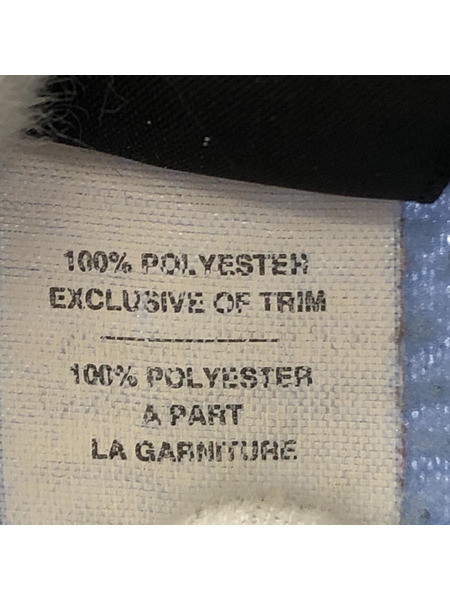 100% POLYESTER
EXCLUSIVE OF TRIM
100% POLYESTER
A PART
LA GARNITURE